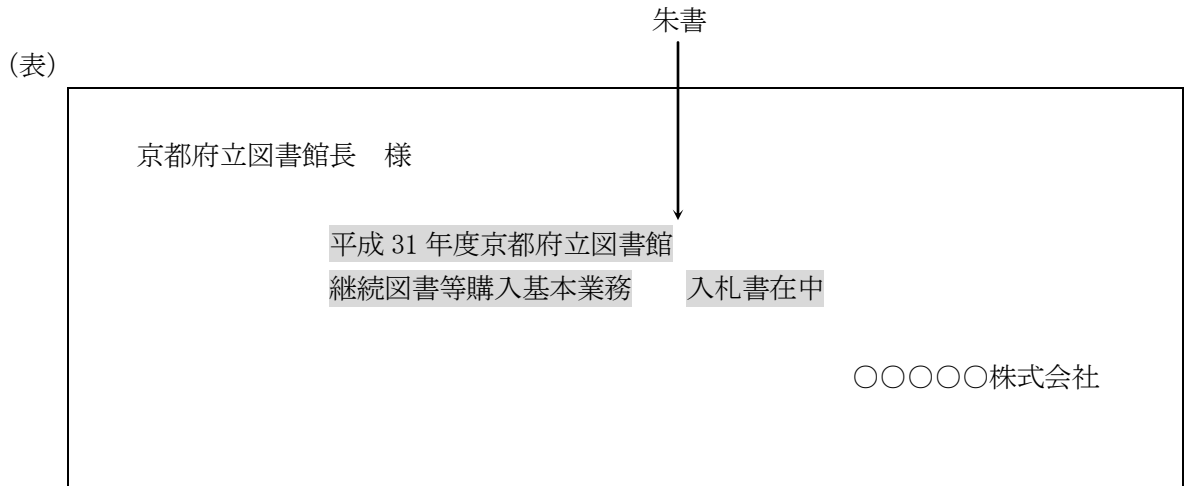 朱書
（表）
京都府立図書館長　様
平成 31 年度京都府立図書館
継続図書等購入基本業務　　入札書在中
○○○○○株式会社